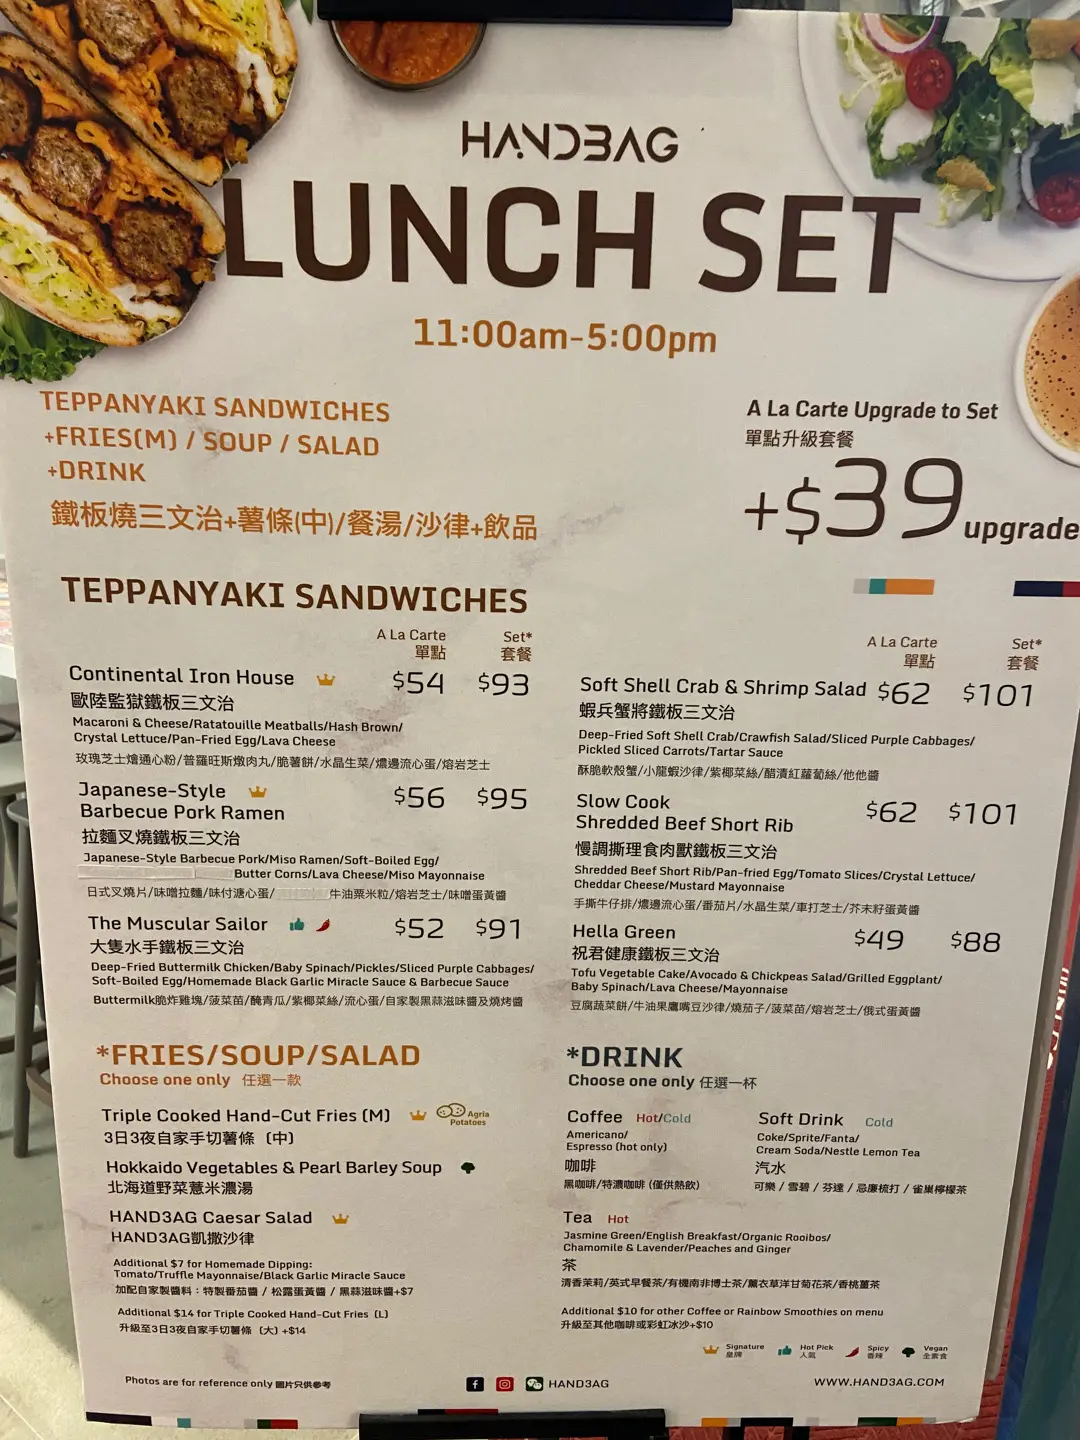 HANDBAG
LUNCH SET
11:00am-5:00pm
TEPPANYAKI SANDWICHES
+FRIES(M) / SOUP / SALAD
+DRINK
鐵板燒三文治+薯條(中)/餐湯/沙律+飲品
A La Carte Upgrade to Set
單點升級套餐
+$39 upgrade
TEPPANYAKI SANDWICHES
A La Carte Set*
單點 套餐
Continental Iron House $54 $93
歐陸監獄鐵板三文治
Macaroni & Cheese/Ratatouille Meatballs/Hash Brown/
Crystal Lettuce/Pan-Fried Egg/Lava Cheese
玫瑰芝士燴通心粉/普羅旺斯燉肉丸/脆薯餅/水晶生菜/燶邊流心蛋/熔岩芝士
Japanese-Style
Barbecue Pork Ramen $56 $95
拉麵叉燒鐵板三文治
Japanese-Style Barbecue Pork/Miso Ramen/Soft-Boiled Egg/
Butter Corns/Lava Cheese/Miso Mayonnaise
日式叉燒片/味噌拉麵/味付溏心蛋/ 牛油粟米粒/熔岩芝士/味噌蛋黃醬
The Muscular Sailor $52 $91
大隻水手鐵板三文治
Deep-Fried Buttermilk Chicken/Baby Spinach/Pickles/Sliced Purple Cabbages/
Soft-Boiled Egg/Homemade Black Garlic Miracle Sauce & Barbecue Sauce
Buttermilk脆炸雞塊/菠菜苗/醃青瓜/紫椰菜絲/流心蛋/自家製黑蒜滋味醬及燒烤醬
A La Carte Set*
單點 套餐
Soft Shell Crab & Shrimp Salad $62 $101
蝦兵蟹將鐵板三文治
Deep-Fried Soft Shell Crab/Crawfish Salad/Sliced Purple Cabbages/
Pickled Sliced Carrots/Tartar Sauce
酥脆軟殼蟹/小龍蝦沙律/紫椰菜絲/醋漬紅蘿蔔絲/他他醬
Slow Cook
Shredded Beef Short Rib $62 $101
慢調撕理食肉獸鐵板三文治
Shredded Beef Short Rib/Pan-fried Egg/Tomato Slices/Crystal Lettuce/
Cheddar Cheese/Mustard Mayonnaise
手撕牛仔排/燶邊流心蛋/番茄片/水晶生菜/車打芝士/芥末籽蛋黃醬
Hella Green $49 $88
祝君健康鐵板三文治
Tofu Vegetable Cake/Avocado & Chickpeas Salad/Grilled Eggplant/
Baby Spinach/Lava Cheese/Mayonnaise
豆腐蔬菜餅/牛油果鷹嘴豆沙律/燒茄子/菠菜苗/熔岩芝士/俄式蛋黃醬
*FRIES/SOUP/SALAD
Choose one only 任選一款
Triple Cooked Hand-Cut Fries (M) Agria Potatoes
3日3夜自家手切薯條 (中)
Hokkaido Vegetables & Pearl Barley Soup
北海道野菜薏米濃湯
HAND3AG Caesar Salad
HAND3AG凱撒沙律
Additional $7 for Homemade Dipping:
Tomato/Truffle Mayonnaise/Black Garlic Miracle Sauce
加配自家製醬料：特製番茄醬 / 松露蛋黃醬 / 黑蒜滋味醬+$7
Additional $14 for Triple Cooked Hand-Cut Fries (L)
升級至3日3夜自家手切薯條 (大) +$14
*DRINK
Choose one only 任選一杯
Coffee Hot/Cold
Americano/
Espresso (hot only)
咖啡
黑咖啡/特濃咖啡 (僅供熱飲)
Soft Drink Cold
Coke/Sprite/Fanta/
Cream Soda/Nestle Lemon Tea
汽水
可樂 / 雪碧 / 芬達 / 忌廉梳打 / 雀巢檸檬茶
Tea Hot
Jasmine Green/English Breakfast/Organic Rooibos/
Chamomile & Lavender/Peaches and Ginger
茶
清香茉莉/英式早餐茶/有機南非博士茶/薰衣草洋甘菊花茶/香桃薑茶
Additional $10 for other Coffee or Rainbow Smoothies on menu
升級至其他咖啡或彩虹冰沙+$10
Signature 皇牌 Hot Pick 人氣 Spicy 香辣 Vegan 全素食
Photos are for reference only 圖片只供參考
HAND3AG
WWW.HAND3AG.COM